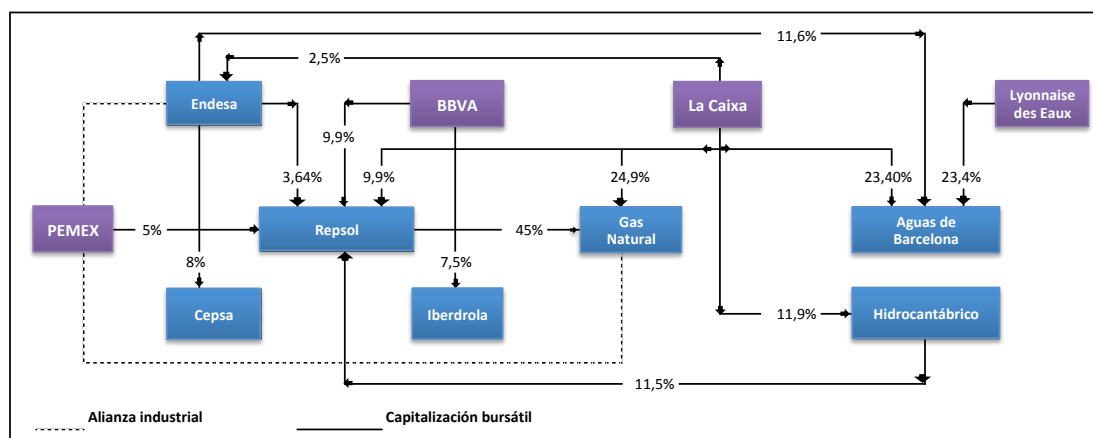 11,6%
2,5%
Endesa
BBVA
La Caixa
Lyonnaise
des Eaux
9,9%
3,64%
9,9%
24,9%
23,40%
23,4%
PEMEX
5%
Repsol
45%
Gas
Natural
Aguas de
Barcelona
8%
7,5%
Cepsa
Iberdrola
11,9%
Hidrocantábrico
11,5%
Alianza industrial
Capitalización bursátil